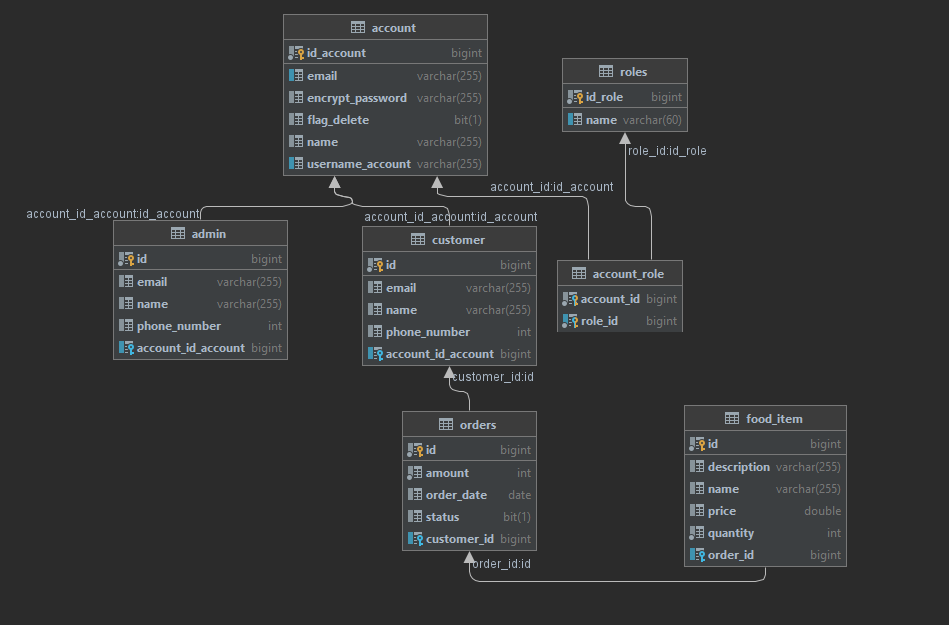 account
id_account bigint
email varchar(255)
encrypt_password varchar(255)
flag_delete bit(1)
name varchar(255)
username_account varchar(255)
roles
id_role bigint
name varchar(60)
role_id:id_role
account_id:id_account
account_id_account:id_account
account_id_account:id_account
admin
id bigint
email varchar(255)
name varchar(255)
phone_number int
account_id_account bigint
customer
id bigint
email varchar(255)
name varchar(255)
phone_number int
account_id_account bigint
account_role
account_id bigint
role_id bigint
customer_id:id
orders
id bigint
amount int
order_date date
status bit(1)
customer_id bigint
food_item
id bigint
description varchar(255)
name varchar(255)
price double
quantity int
order_id bigint
order_id:id